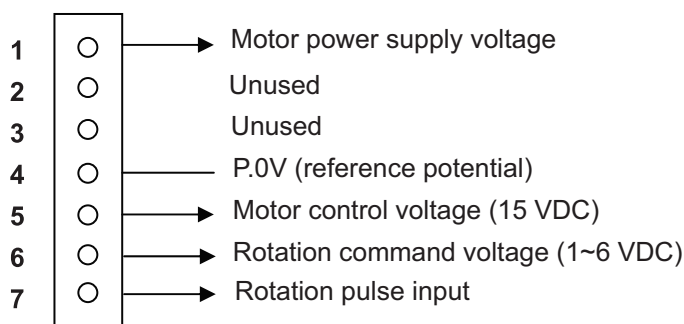 1 Motor power supply voltage
2 Unused
3 Unused
4 P.0V (reference potential)
5 Motor control voltage (15 VDC)
6 Rotation command voltage (1~6 VDC)
7 Rotation pulse input